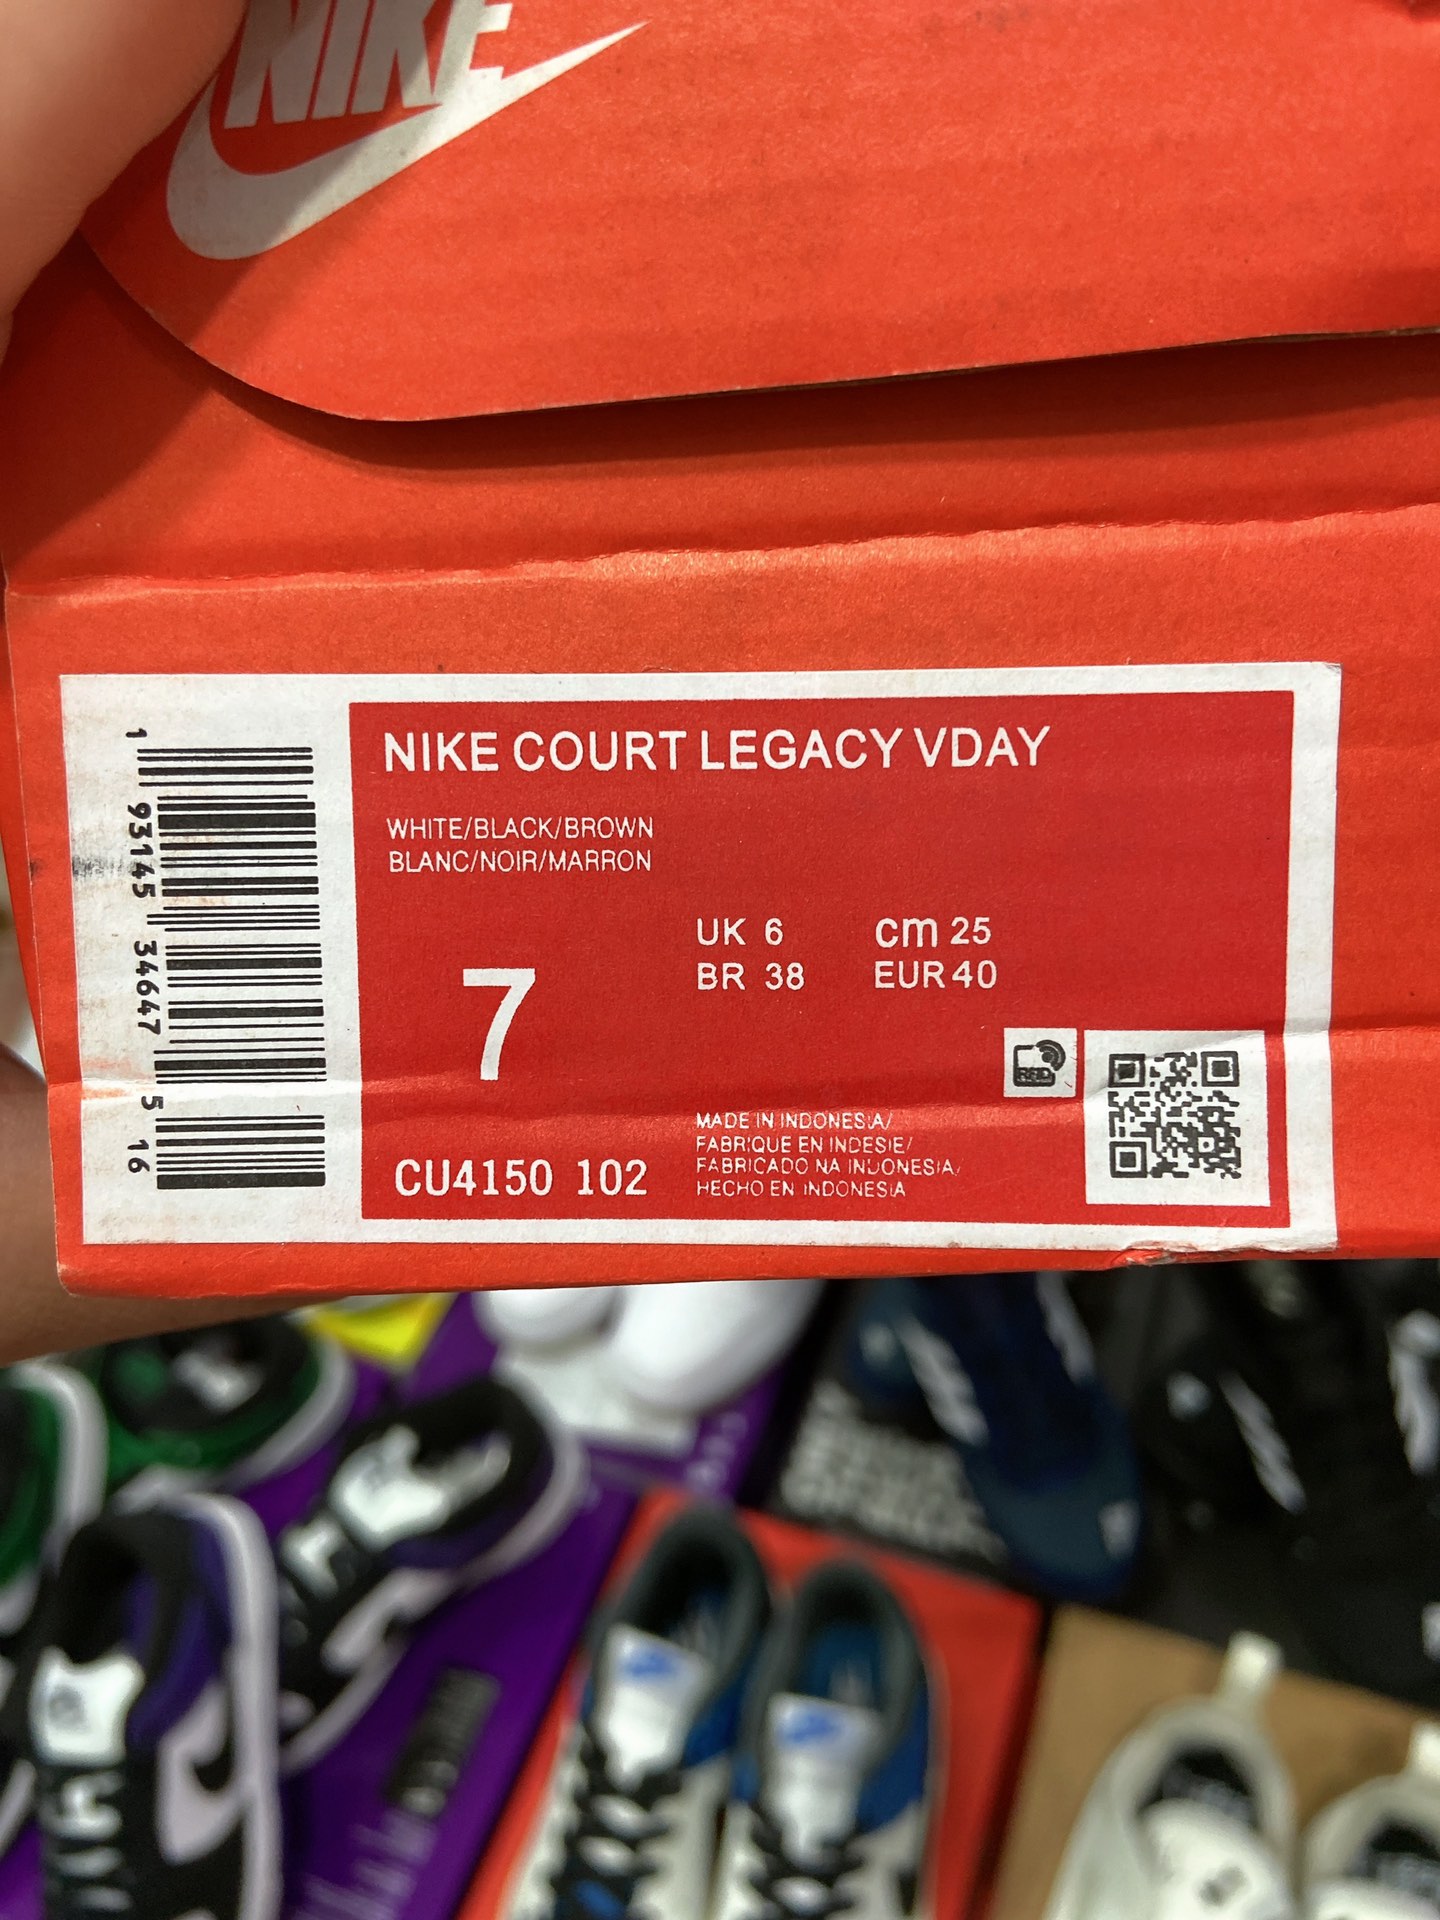 NIKE
NIKE COURT LEGACY VDAY
WHITE/BLACK/BROWN
BLANC/NOIR/MARRON
UK 6 cm 25
BR 38 EUR 40
7
RFID
MADE IN INDONESIA/
FABRIQUE EN INDESIE/
FABRICADO NA INDONESIA/
HECHO EN INDONESIA
CU4150 102
1 93145 34647 5 16